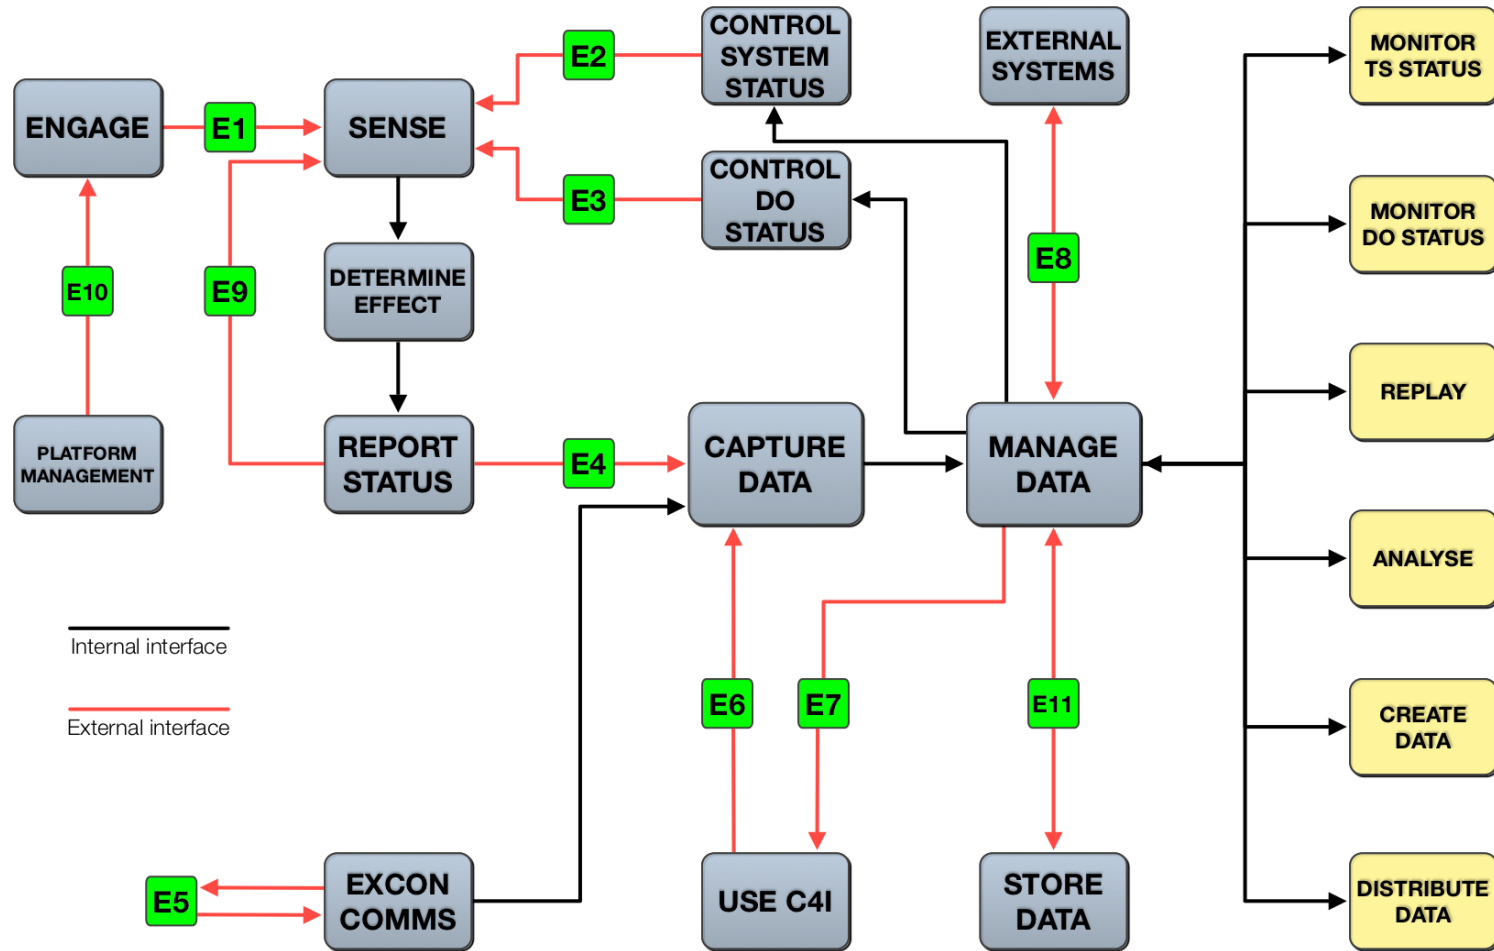 CONTROL
SYSTEM
STATUS
EXTERNAL
SYSTEMS
MONITOR
TS STATUS
E2
ENGAGE
E1
SENSE
CONTROL
DO
STATUS
E3
MONITOR
DO STATUS
E8
E10
E9
DETERMINE
EFFECT
REPLAY
PLATFORM
MANAGEMENT
REPORT
STATUS
E4
CAPTURE
DATA
MANAGE
DATA
ANALYSE
Internal interface
External interface
E6
E7
E11
CREATE
DATA
E5
EXCON
COMMS
USE C4I
STORE
DATA
DISTRIBUTE
DATA